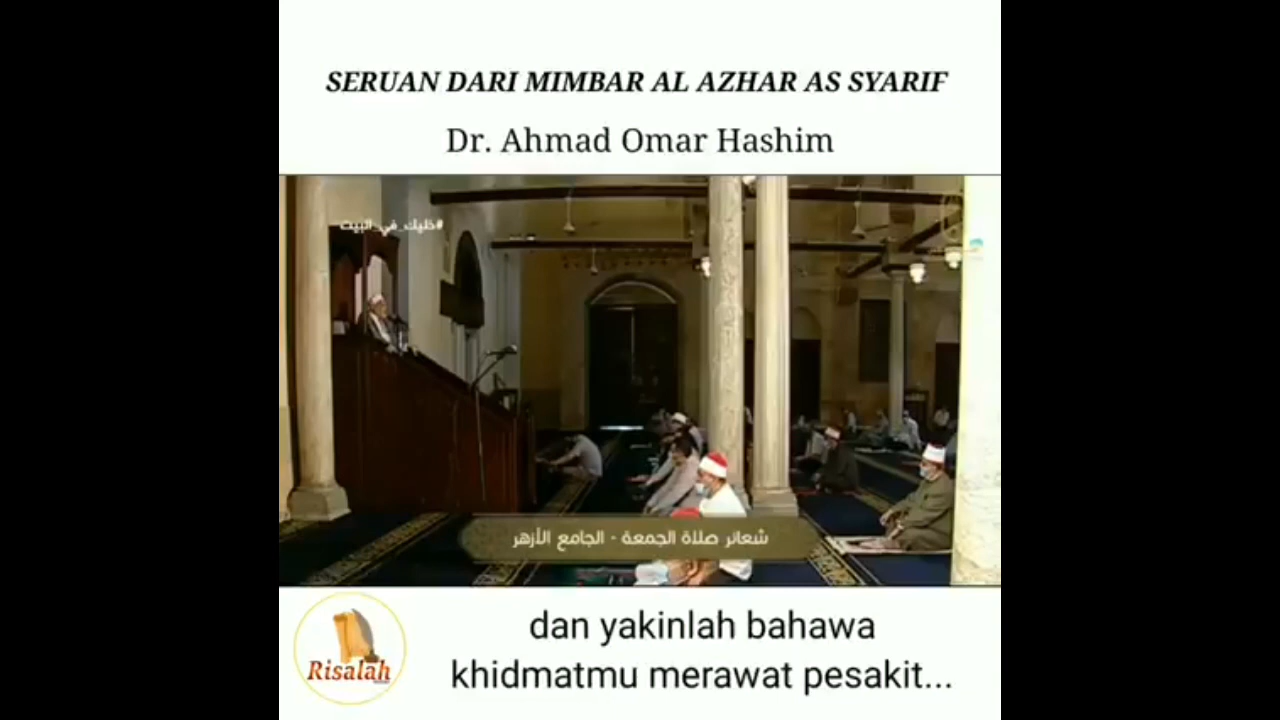 SERUAN DARI MIMBAR AL AZHAR AS SYARIF
Dr. Ahmad Omar Hashim
#خليك_في_البيت
شعائر صلاة الجمعة - الجامع الأزهر
Risalah
dan yakinlah bahawa
khidmatmu merawat pesakit...